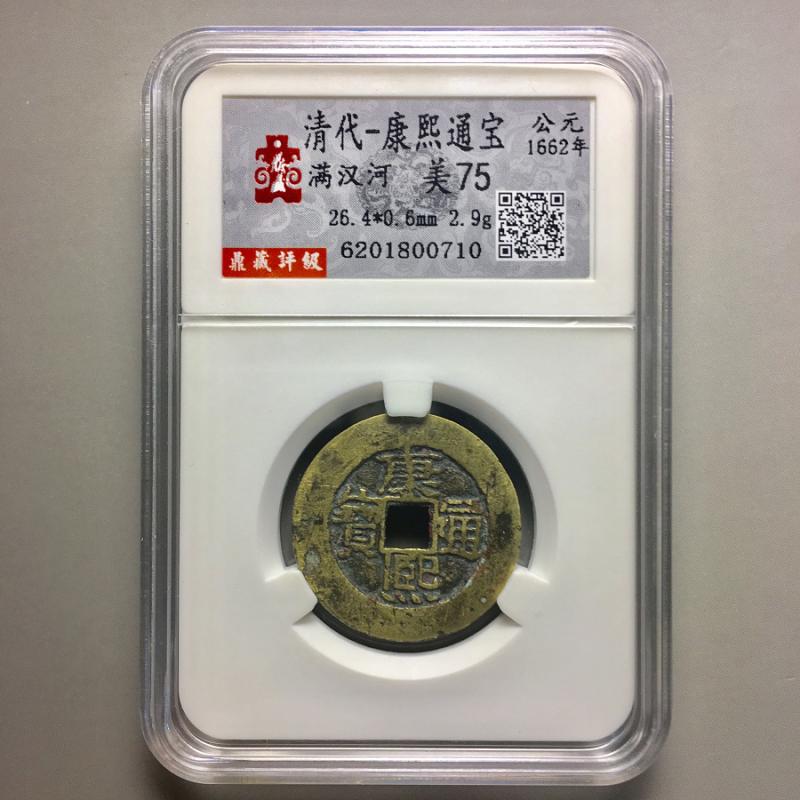 清代-康熙通宝
公元
1662年
满汉河 美75
26.4*0.6mm 2.9g
鼎藏評級
6201800710
康熙通寶